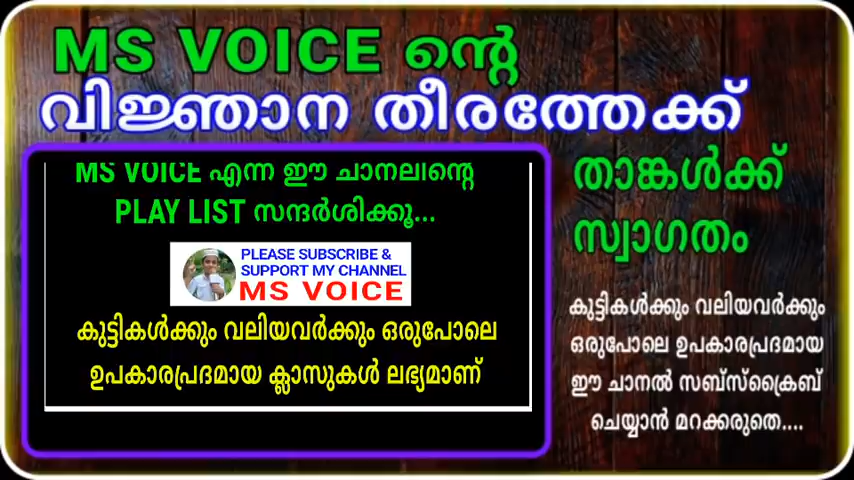 MS VOICE ന്റെ
വിജ്ഞാന തീരത്തേക്ക്
താങ്കൾക്ക്
സ്വാഗതം
MS VOICE എന്ന ഈ ചാനലിന്റെ
PLAY LIST സന്ദർശിക്കൂ...
PLEASE SUBSCRIBE &
SUPPORT MY CHANNEL
MS VOICE
കുട്ടികൾക്കും വലിയവർക്കും ഒരുപോലെ
ഉപകാരപ്രദമായ ക്ലാസുകൾ ലഭ്യമാണ്
കുട്ടികൾക്കും വലിയവർക്കും
ഒരുപോലെ ഉപകാരപ്രദമായ
ഈ ചാനൽ സബ്സ്ക്രൈബ്
ചെയ്യാൻ മറക്കരുതെ....